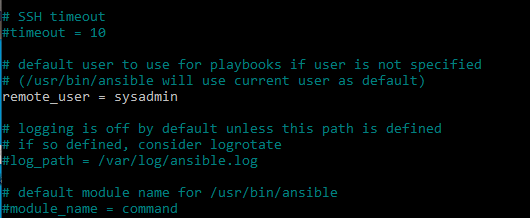 # SSH timeout
#timeout = 10
# default user to use for playbooks if user is not specified
# (/usr/bin/ansible will use current user as default)
remote_user = sysadmin
# logging is off by default unless this path is defined
# if so defined, consider logrotate
#log_path = /var/log/ansible.log
# default module name for /usr/bin/ansible
#module_name = command